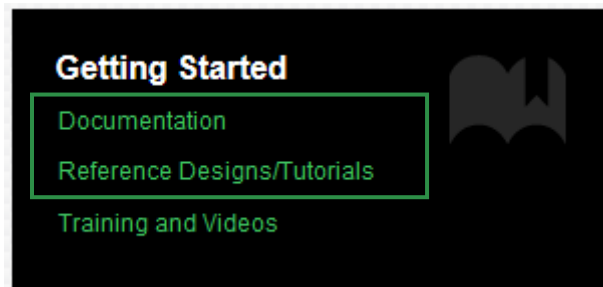 Getting Started
Documentation
Reference Designs/Tutorials
Training and Videos